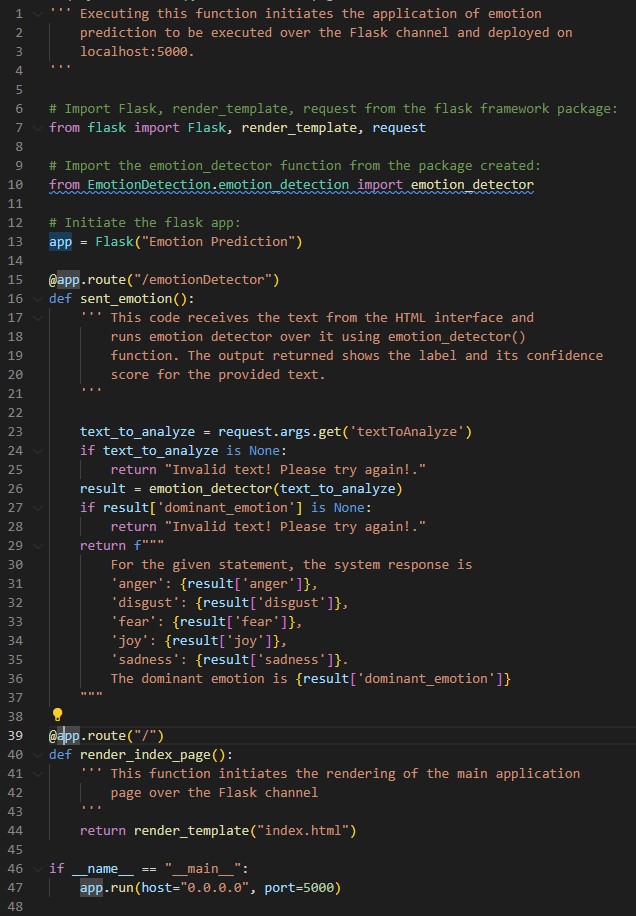 1 ''' Executing this function initiates the application of emotion
2     prediction to be executed over the Flask channel and deployed on
3     localhost:5000.
4 '''
5
6 # Import Flask, render_template, request from the flask framework package:
7 from flask import Flask, render_template, request
8
9 # Import the emotion_detector function from the package created:
10 from EmotionDetection.emotion_detection import emotion_detector
11
12 # Initiate the flask app:
13 app = Flask("Emotion Prediction")
14
15 @app.route("/emotionDetector")
16 def sent_emotion():
17     ''' This code receives the text from the HTML interface and
18         runs emotion detector over it using emotion_detector()
19         function. The output returned shows the label and its confidence
20         score for the provided text.
21     '''
22
23     text_to_analyze = request.args.get('textToAnalyze')
24     if text_to_analyze is None:
25         return "Invalid text! Please try again!."
26     result = emotion_detector(text_to_analyze)
27     if result['dominant_emotion'] is None:
28         return "Invalid text! Please try again!."
29     return f"""
30         For the given statement, the system response is
31         'anger': {result['anger']},
32         'disgust': {result['disgust']},
33         'fear': {result['fear']},
34         'joy': {result['joy']},
35         'sadness': {result['sadness']}.
36         The dominant emotion is {result['dominant_emotion']}
37     """
38
39 @app.route("/")
40 def render_index_page():
41     ''' This function initiates the rendering of the main application
42         page over the Flask channel
43     '''
44     return render_template("index.html")
45
46 if __name__ == "__main__":
47     app.run(host="0.0.0.0", port=5000)
48